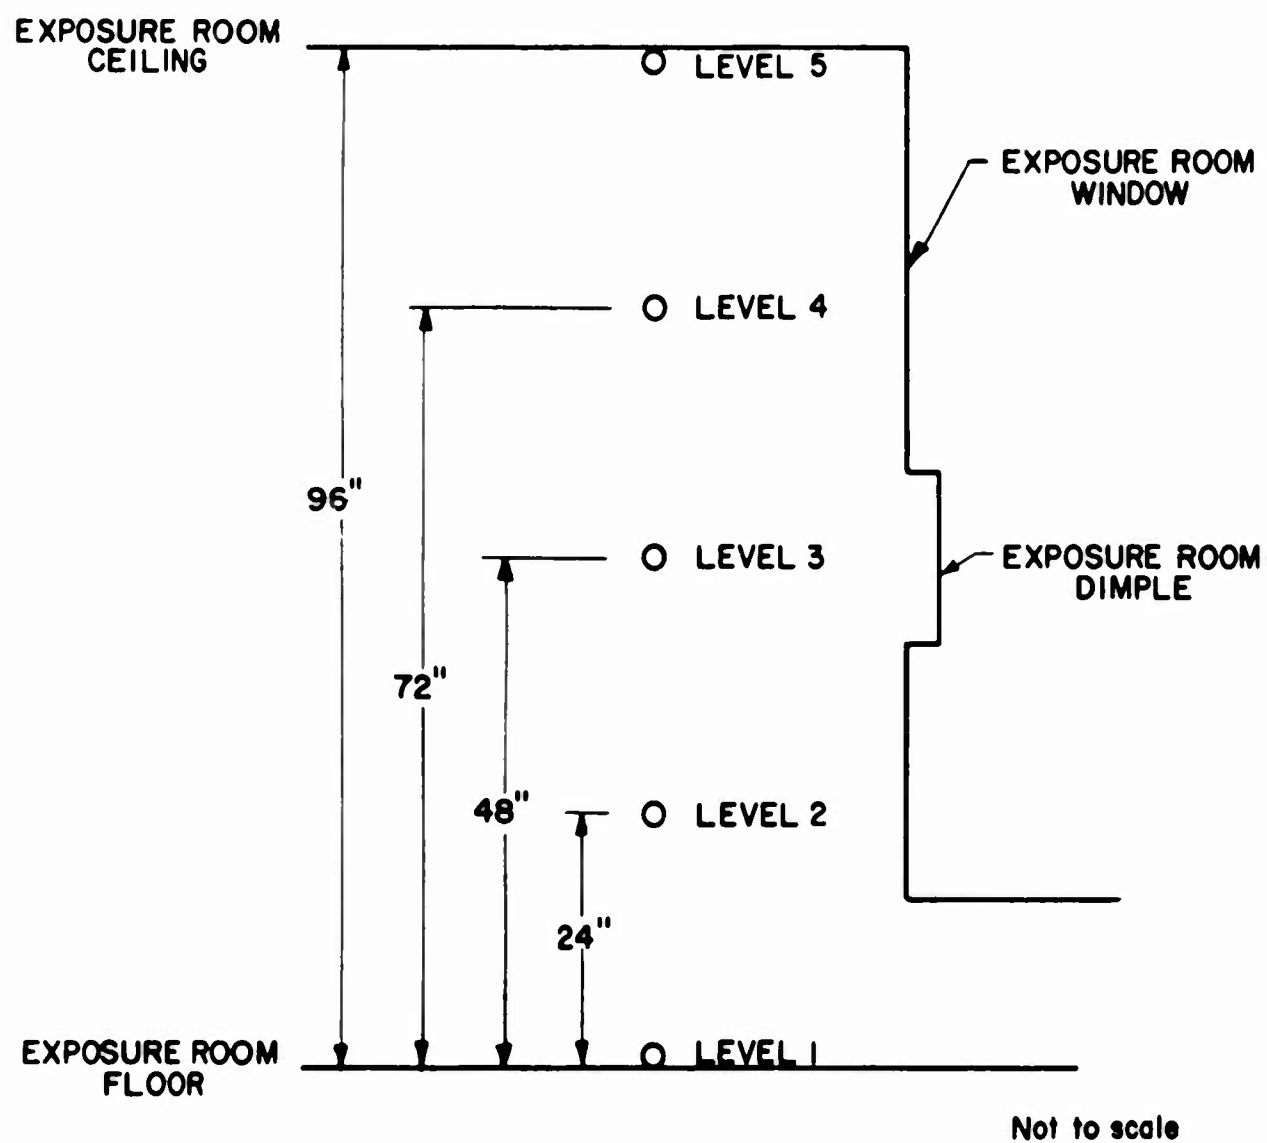 EXPOSURE ROOM
CEILING
LEVEL 5
EXPOSURE ROOM
WINDOW
LEVEL 4
96"
LEVEL 3
EXPOSURE ROOM
DIMPLE
72"
48"
LEVEL 2
24"
EXPOSURE ROOM
FLOOR
LEVEL 1
Not to scale